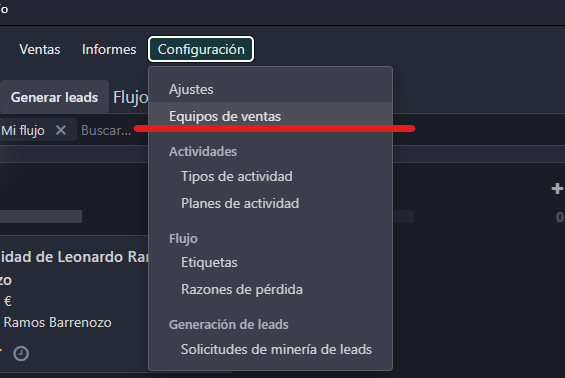 Ventas Informes Configuración
Generar leads Flujo
Mi flujo × Buscar...
Ajustes
Equipos de ventas
Actividades
Tipos de actividad
Planes de actividad
Flujo
Etiquetas
Razones de pérdida
Generación de leads
Solicitudes de minería de leads
0
idad de Leonardo Ran
zo
€
Ramos Barrenozo